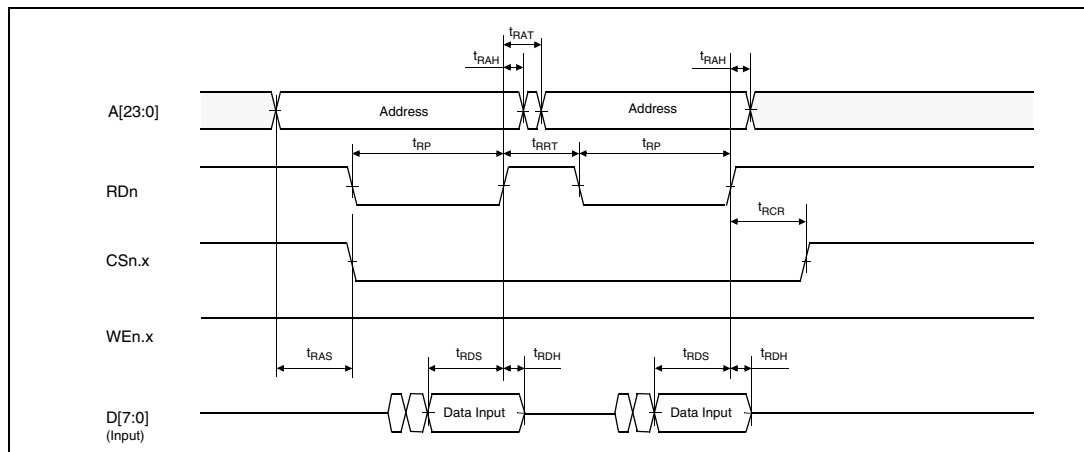 tRAT
tRAH tRAH
A[23:0] Address Address
tRP tRRT tRP
RDn
tRCR
CSn.x
WEn.x
tRAS tRDS tRDH tRDS tRDH
D[7:0] Data Input Data Input
(Input)